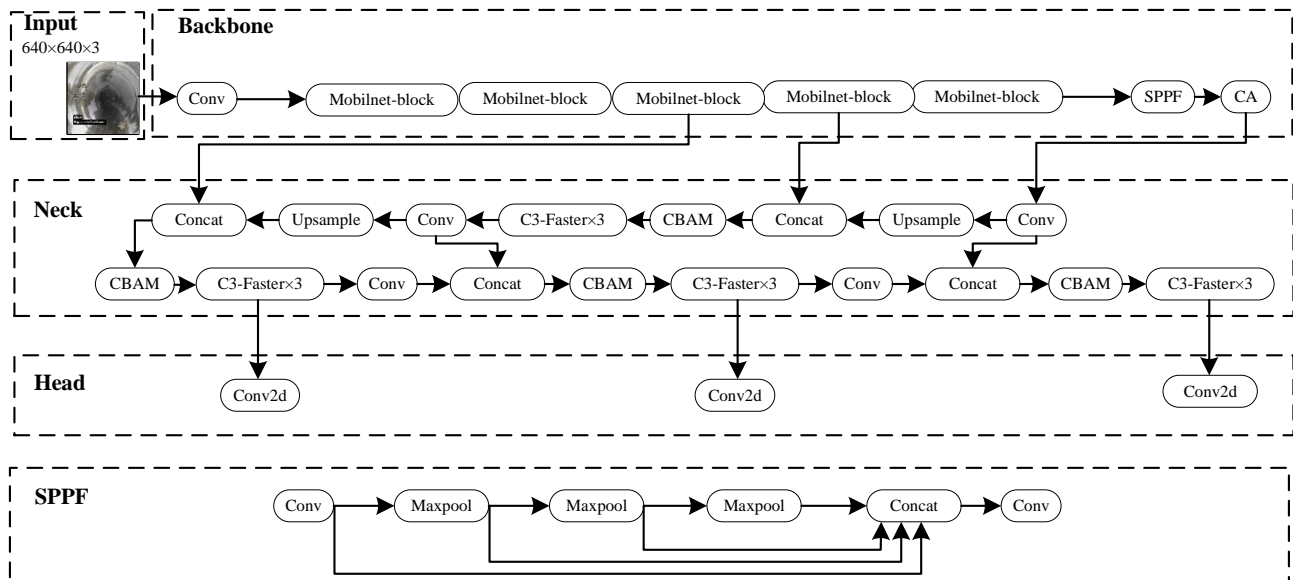 Input
640×640×3
Backbone
Conv
Mobilnet-block
Mobilnet-block
Mobilnet-block
Mobilnet-block
Mobilnet-block
SPPF
CA
Neck
Concat
Upsample
Conv
C3-Faster×3
CBAM
Concat
Upsample
Conv
CBAM
C3-Faster×3
Conv
Concat
CBAM
C3-Faster×3
Conv
Concat
CBAM
C3-Faster×3
Head
Conv2d
Conv2d
Conv2d
SPPF
Conv
Maxpool
Maxpool
Maxpool
Concat
Conv